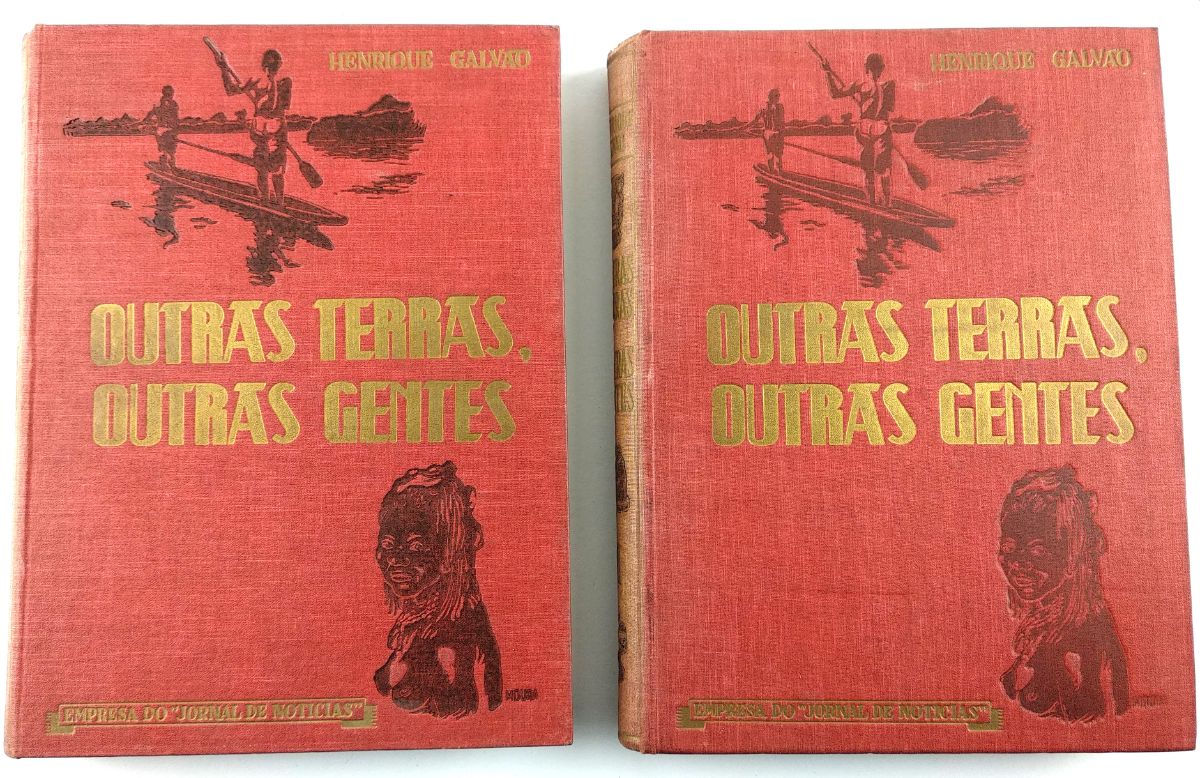 HENRIQUE GALVÃO
OUTRAS TERRAS,
OUTRAS GENTES
EMPRESA DO "JORNAL DE NOTICIAS"
HENRIQUE GALVÃO
OUTRAS TERRAS,
OUTRAS GENTES
EMPRESA DO "JORNAL DE NOTICIAS"